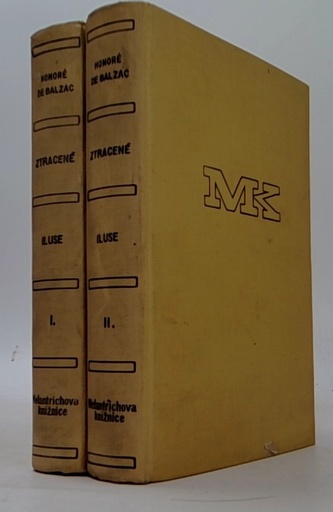 HONORÉ
DE BALZAC
ZTRACENÉ
ILUSE
I.
Melantrichova
knižnice
HONORÉ
DE BALZAC
ZTRACENÉ
ILUSE
II.
Melantrichova
knižnice
MK